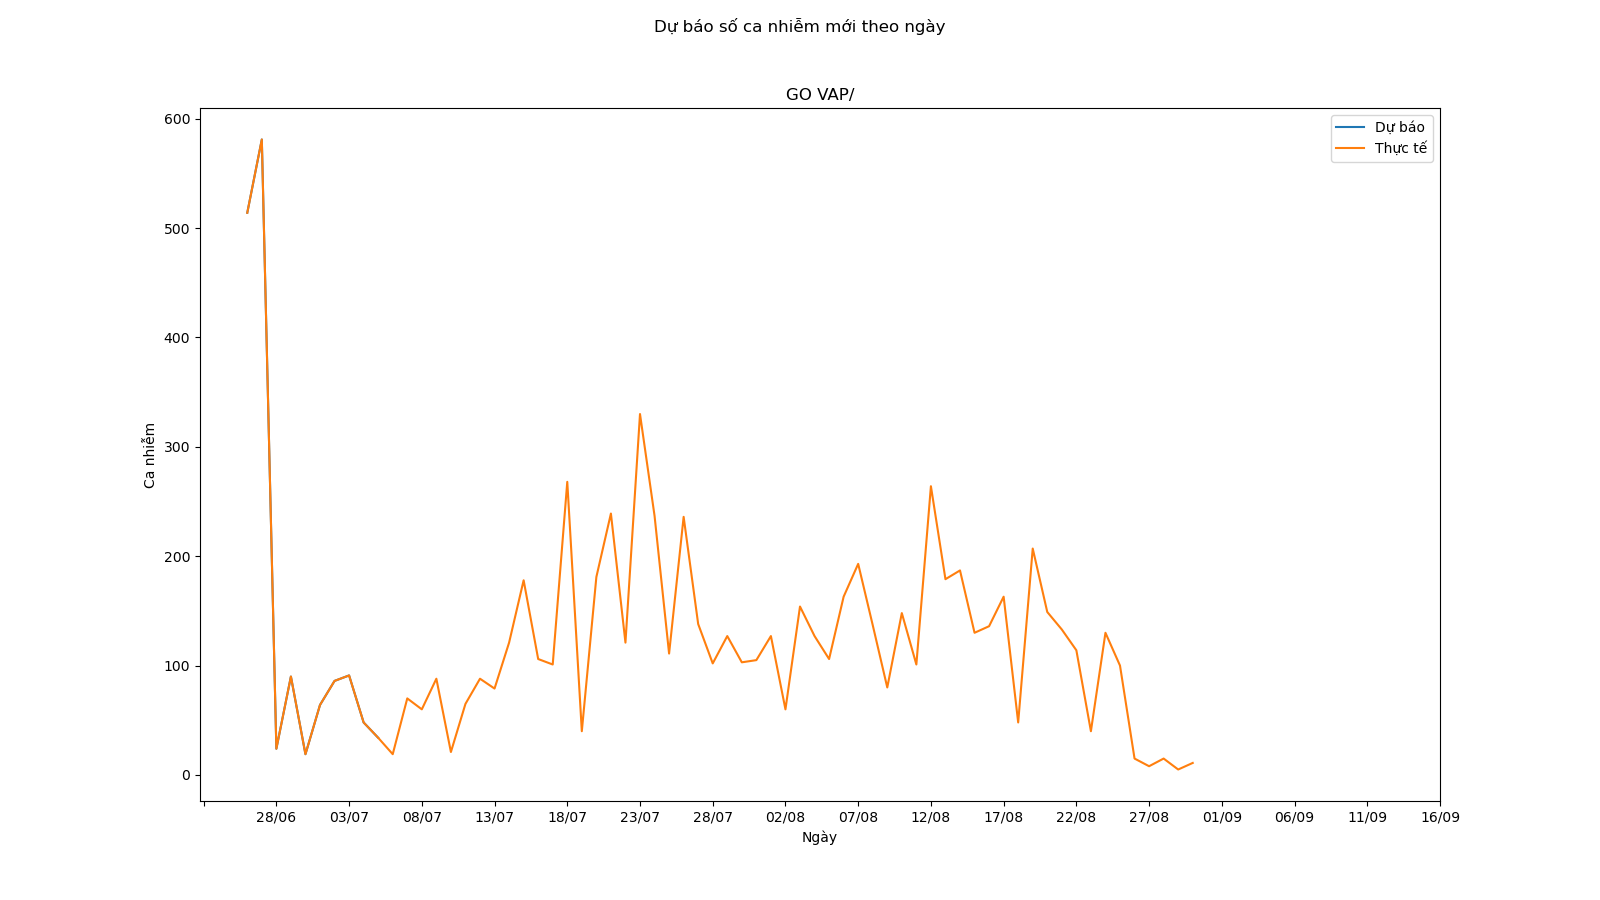 Dự báo số ca nhiễm mới theo ngày
GO VAP/
Dự báo
Thực tế
600
500
400
300
200
100
0
Ca nhiễm
28/06 03/07 08/07 13/07 18/07 23/07 28/07 02/08 07/08 12/08 17/08 22/08 27/08 01/09 06/09 11/09 16/09
Ngày